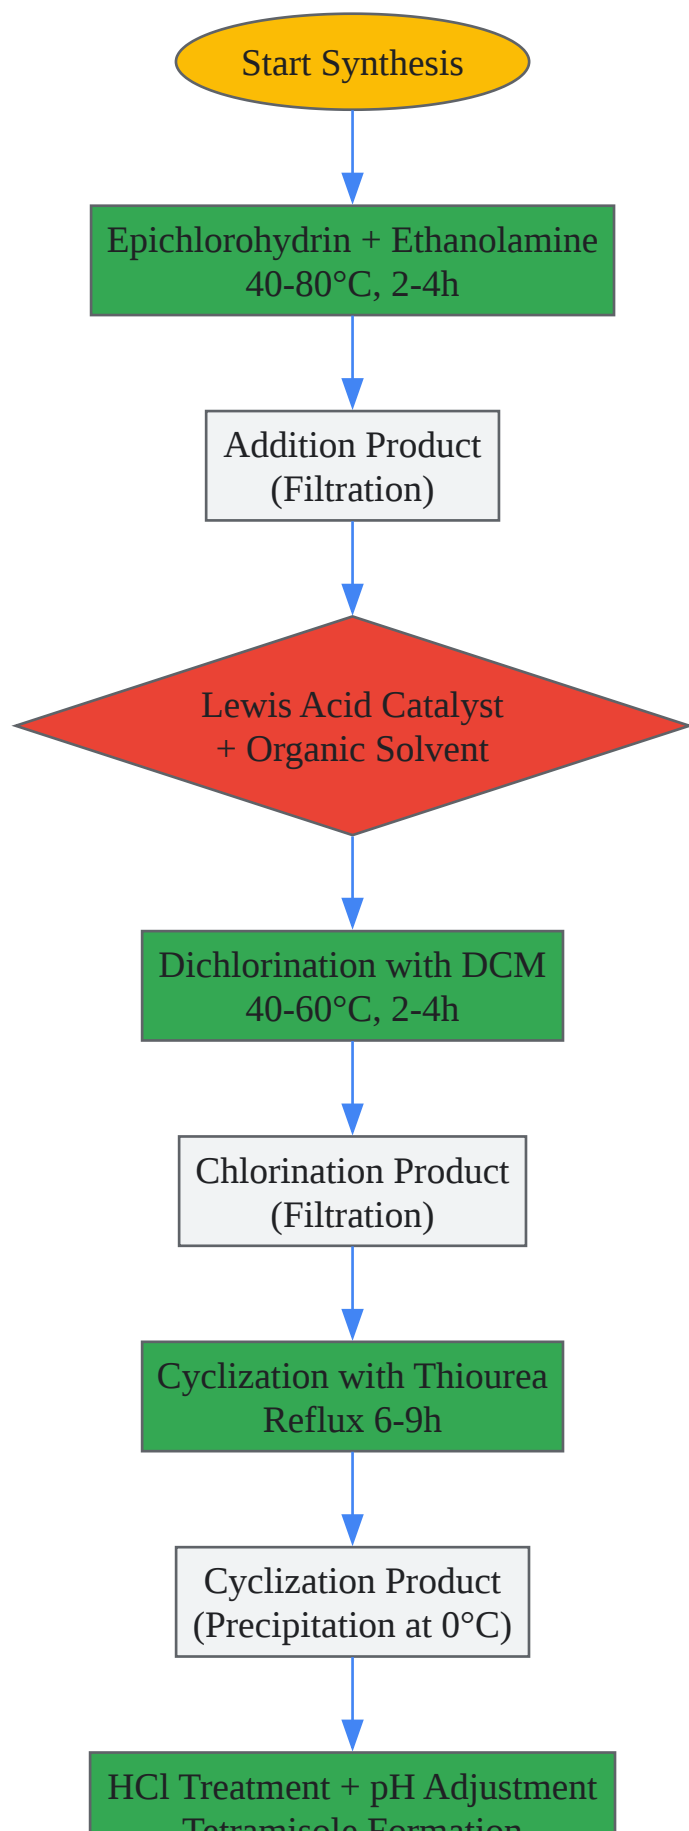 Start Synthesis
Epichlorohydrin + Ethanolamine
40-80°C, 2-4h
Addition Product
(Filtration)
Lewis Acid Catalyst
+ Organic Solvent
Dichlorination with DCM
40-60°C, 2-4h
Chlorination Product
(Filtration)
Cyclization with Thiourea
Reflux 6-9h
Cyclization Product
(Precipitation at 0°C)
HCl Treatment + pH Adjustment
Tetramisole Formation